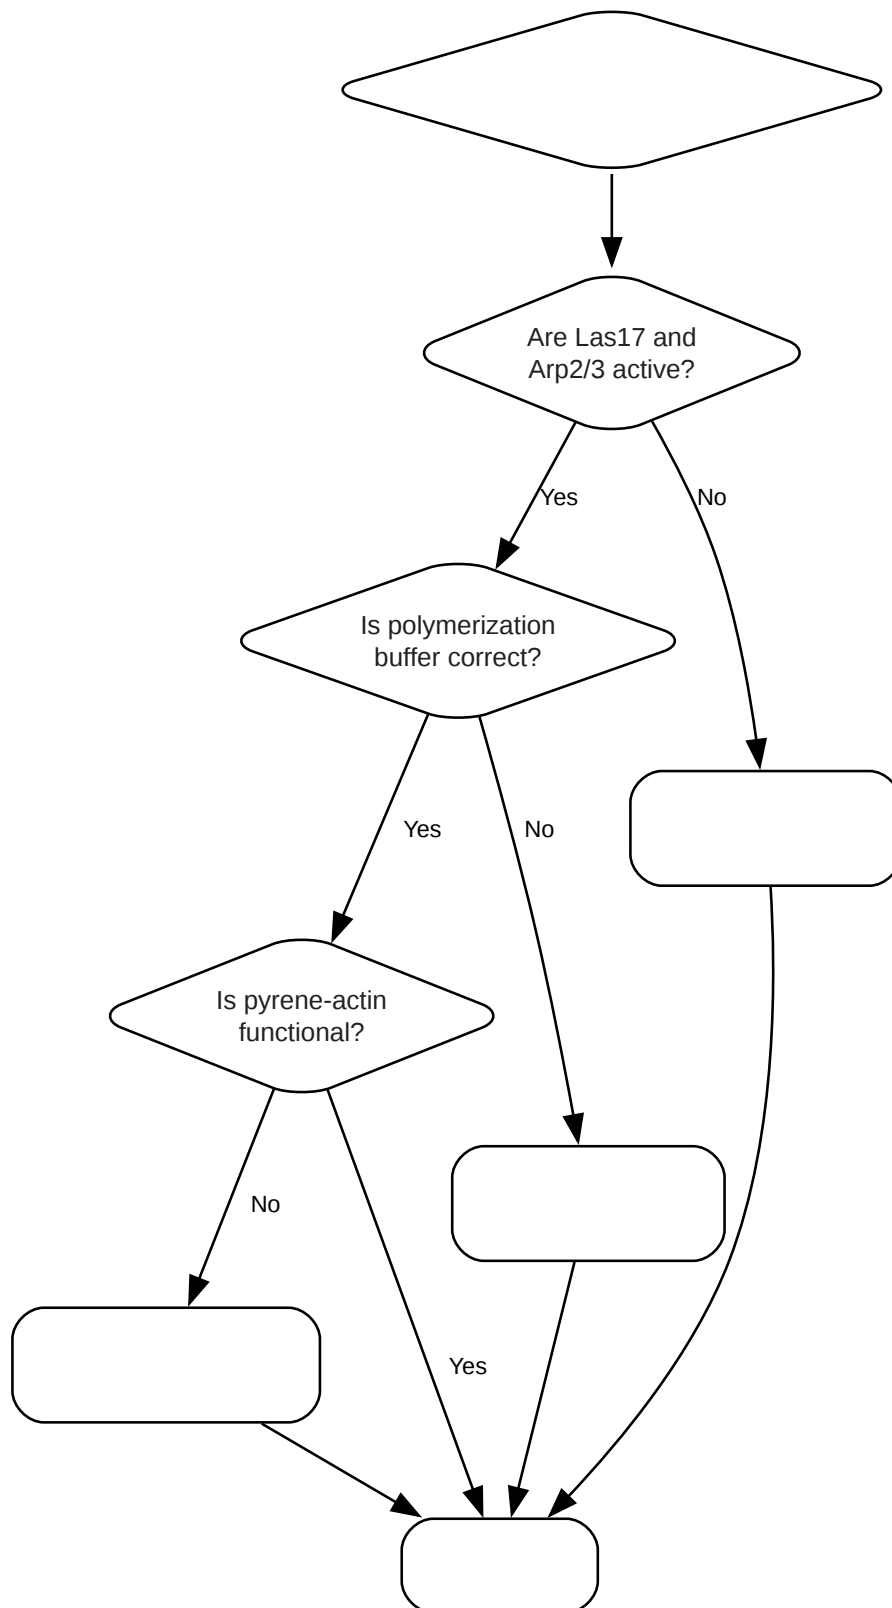 Are Las17 and
Arp2/3 active?
Yes
No
Is polymerization
buffer correct?
Yes
No
Is pyrene-actin
functional?
No
Yes